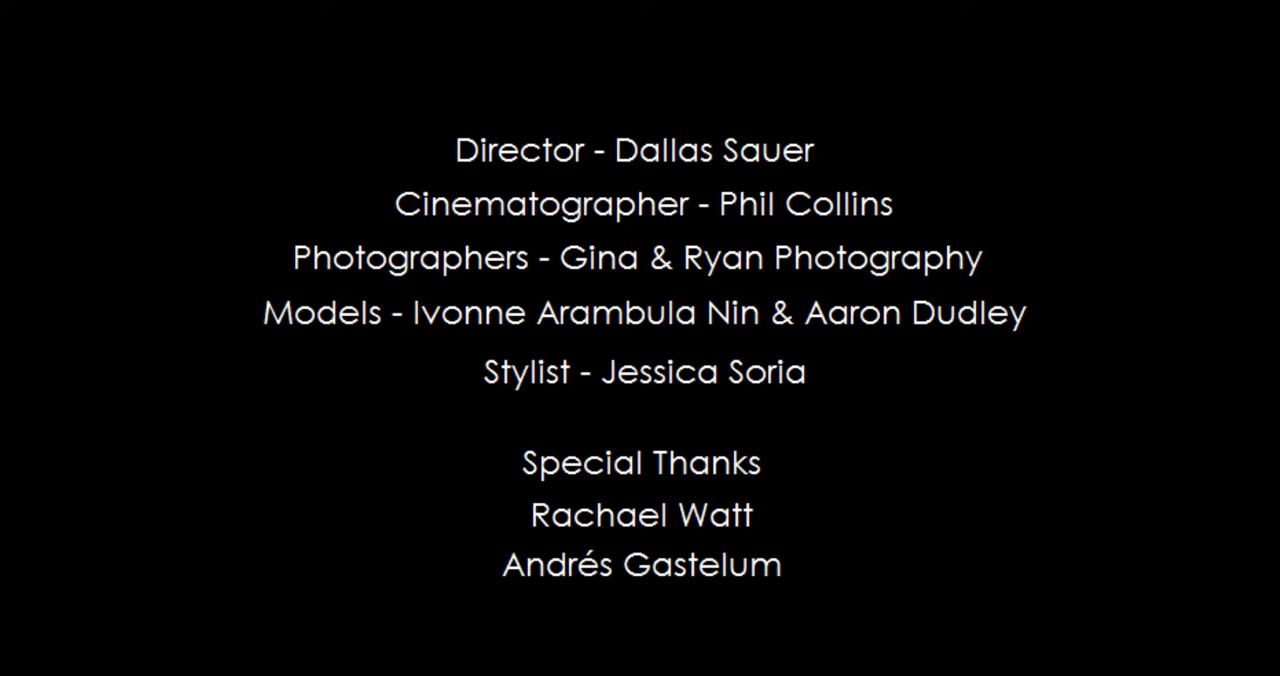 Director - Dallas Sauer
Cinematographer - Phil Collins
Photographers - Gina & Ryan Photography
Models - Ivonne Arambula Nin & Aaron Dudley
Stylist - Jessica Soria
Special Thanks
Rachael Watt
Andrés Gastelum